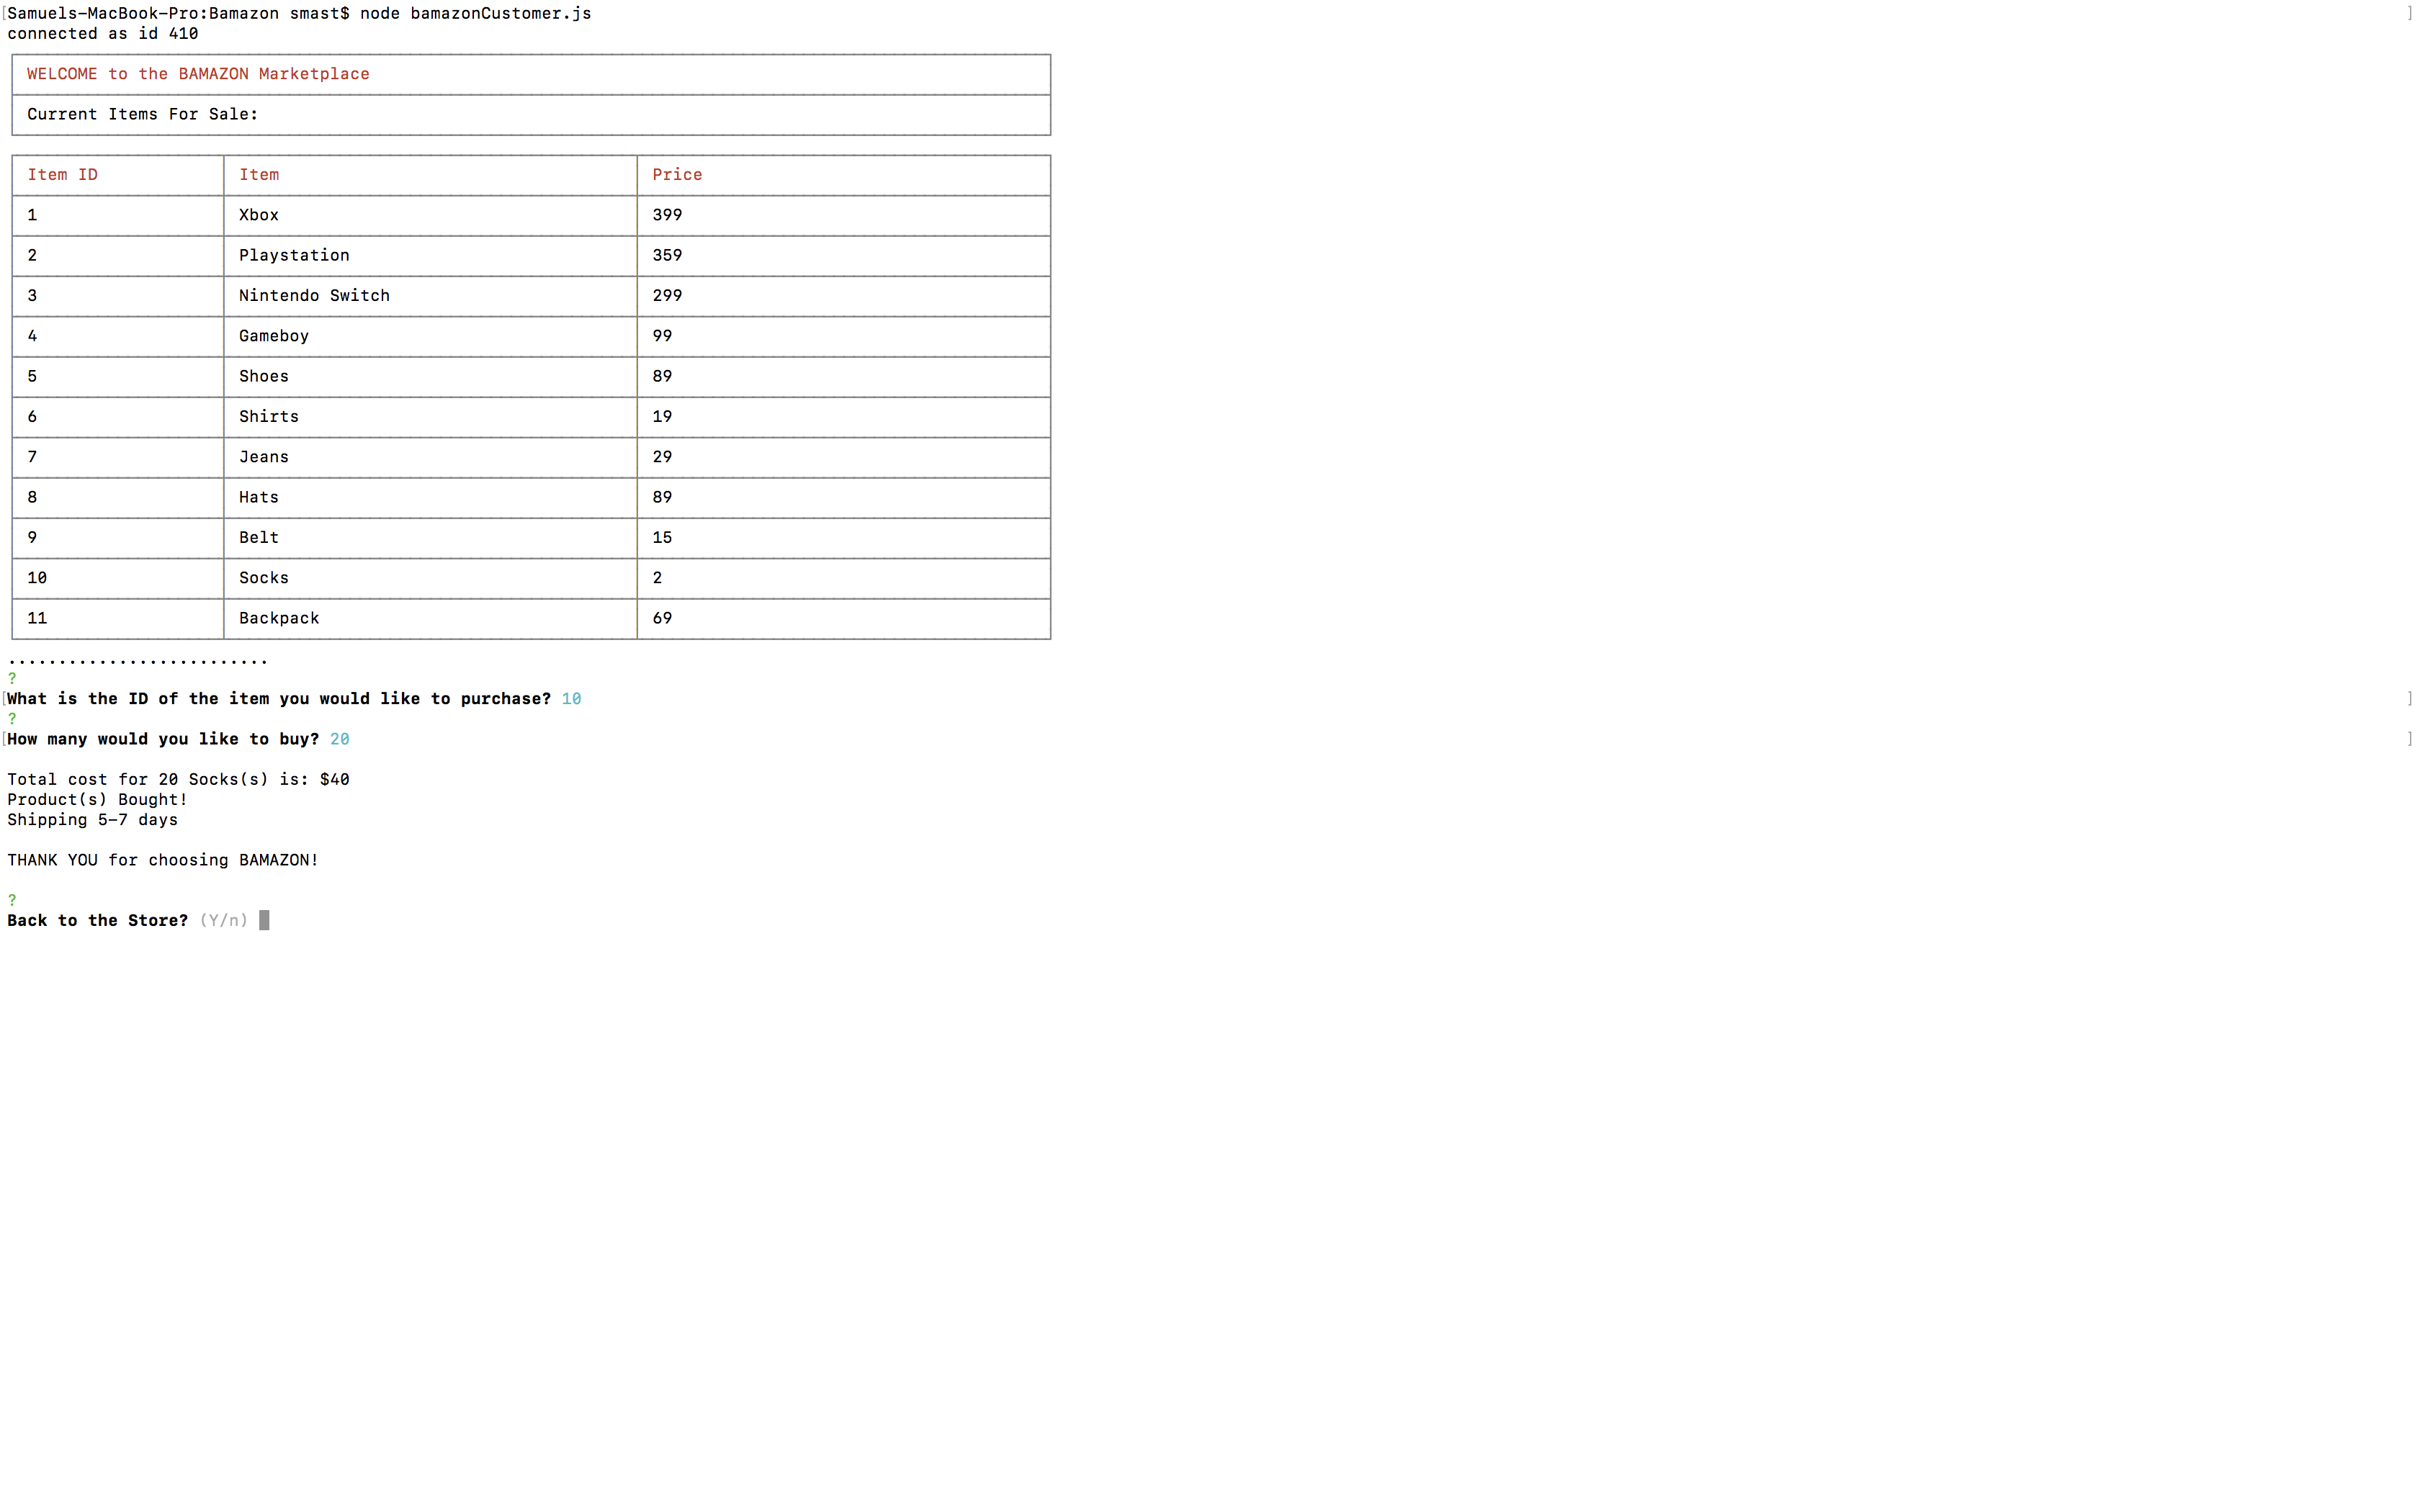 [Samuels-MacBook-Pro:Bamazon smast$ node bamazonCustomer.js ]
connected as id 410
WELCOME to the BAMAZON Marketplace
Current Items For Sale:
Item ID Item Price
1 Xbox 399
2 Playstation 359
3 Nintendo Switch 299
4 Gameboy 99
5 Shoes 89
6 Shirts 19
7 Jeans 29
8 Hats 89
9 Belt 15
10 Socks 2
11 Backpack 69
..........................
?
[What is the ID of the item you would like to purchase? 10 ]
?
[How many would you like to buy? 20 ]
Total cost for 20 Socks(s) is: $40
Product(s) Bought!
Shipping 5-7 days
THANK YOU for choosing BAMAZON!
?
Back to the Store? (Y/n)